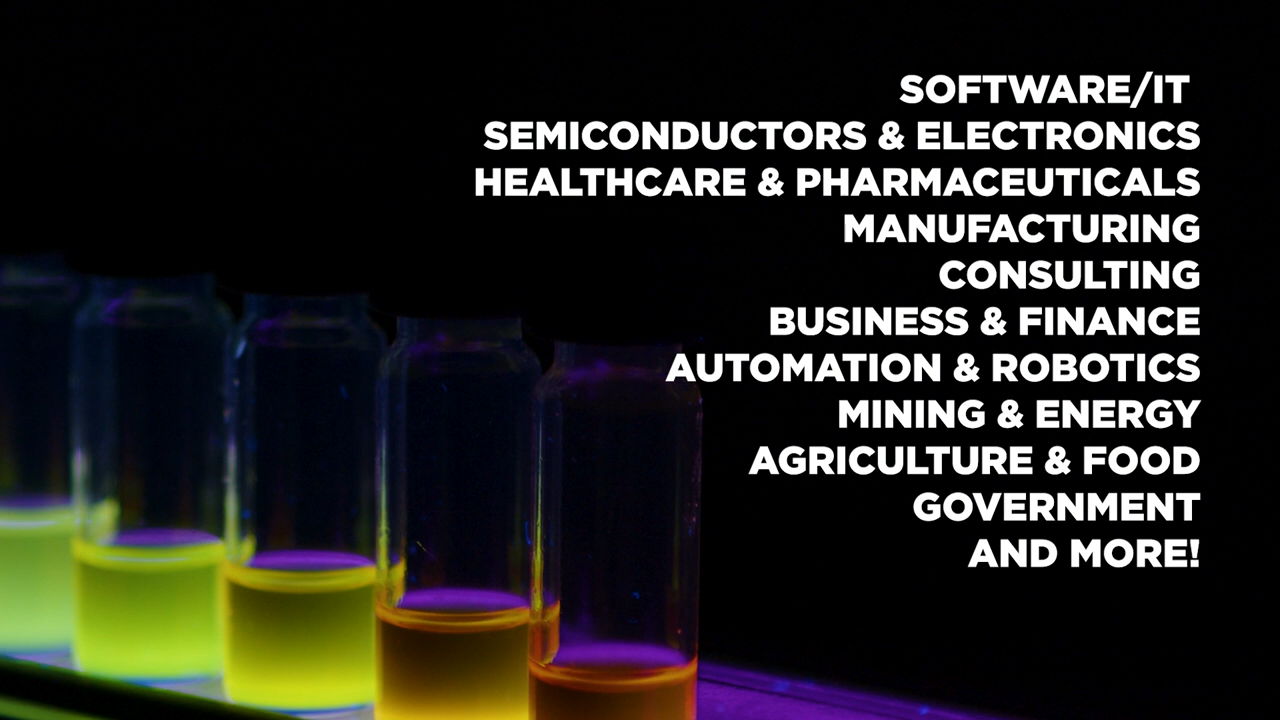 SOFTWARE/IT
SEMICONDUCTORS & ELECTRONICS
HEALTHCARE & PHARMACEUTICALS
MANUFACTURING
CONSULTING
BUSINESS & FINANCE
AUTOMATION & ROBOTICS
MINING & ENERGY
AGRICULTURE & FOOD
GOVERNMENT
AND MORE!